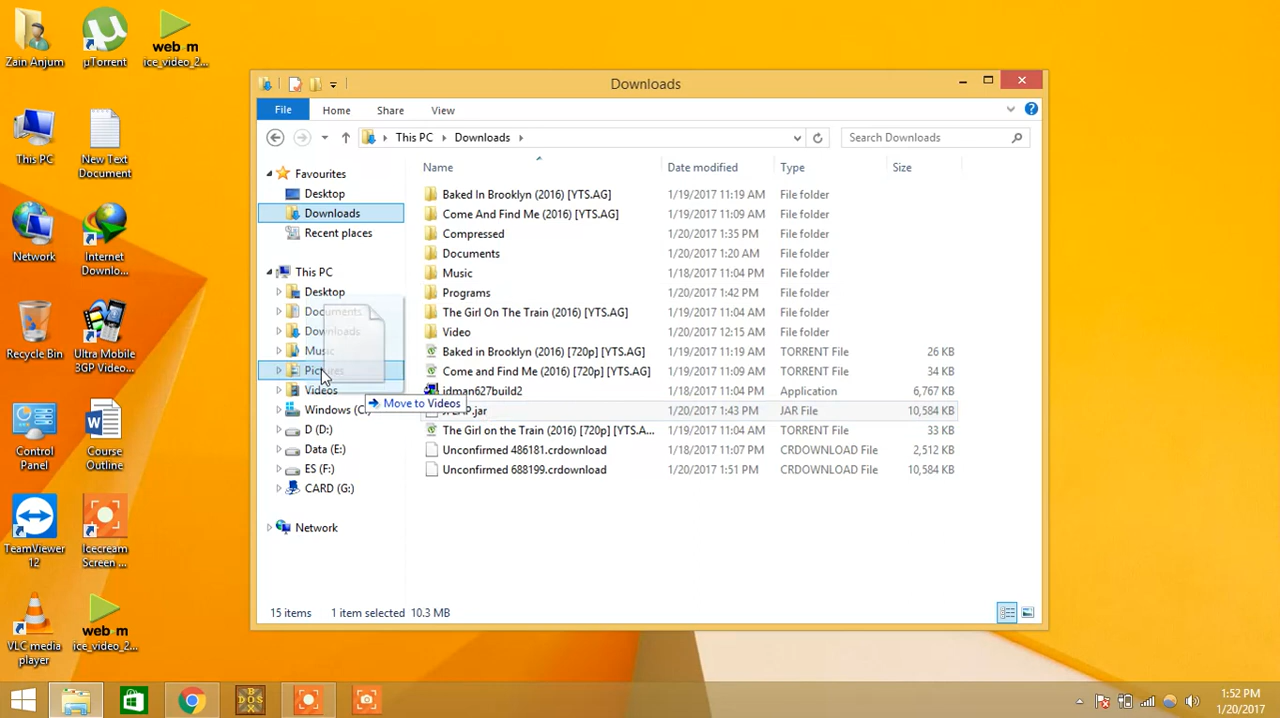 Zain Anjum
µTorrent
web m
ice_video_2...
This PC
New Text
Document
Network
Internet
Downlo...
Recycle Bin
Ultra Mobile
3GP Video...
Control
Panel
Course
Outline
TeamViewer
12
Icecream
Screen ...
VLC media
player
web m
ice_video_2...
Downloads
File
Home
Share
View
This PC
Downloads
Search Downloads
Favourites
Desktop
Downloads
Recent places
This PC
Desktop
Documents
Downloads
Music
Pictures
Videos
Windows (C:
D (D:)
Data (E:)
ES (F:)
CARD (G:)
Network
Move to Videos
Name Date modified Type Size
Baked In Brooklyn (2016) [YTS.AG] 1/19/2017 11:19 AM File folder
Come And Find Me (2016) [YTS.AG] 1/19/2017 11:09 AM File folder
Compressed 1/20/2017 1:35 PM File folder
Documents 1/20/2017 1:20 AM File folder
Music 1/18/2017 11:04 PM File folder
Programs 1/20/2017 1:42 PM File folder
The Girl On The Train (2016) [YTS.AG] 1/19/2017 11:04 AM File folder
Video 1/20/2017 12:15 AM File folder
Baked in Brooklyn (2016) [720p] [YTS.AG] 1/19/2017 11:19 AM TORRENT File 26 KB
Come and Find Me (2016) [720p] [YTS.AG] 1/19/2017 11:09 AM TORRENT File 34 KB
idman627build2 1/18/2017 11:04 PM Application 6,767 KB
.jar 1/20/2017 1:43 PM JAR File 10,584 KB
The Girl on the Train (2016) [720p] [YTS.A... 1/19/2017 11:04 AM TORRENT File 33 KB
Unconfirmed 486181.crdownload 1/18/2017 11:07 PM CRDOWNLOAD File 2,512 KB
Unconfirmed 688199.crdownload 1/20/2017 1:51 PM CRDOWNLOAD File 10,584 KB
15 items 1 item selected 10.3 MB
DOS
1:52 PM
1/20/2017